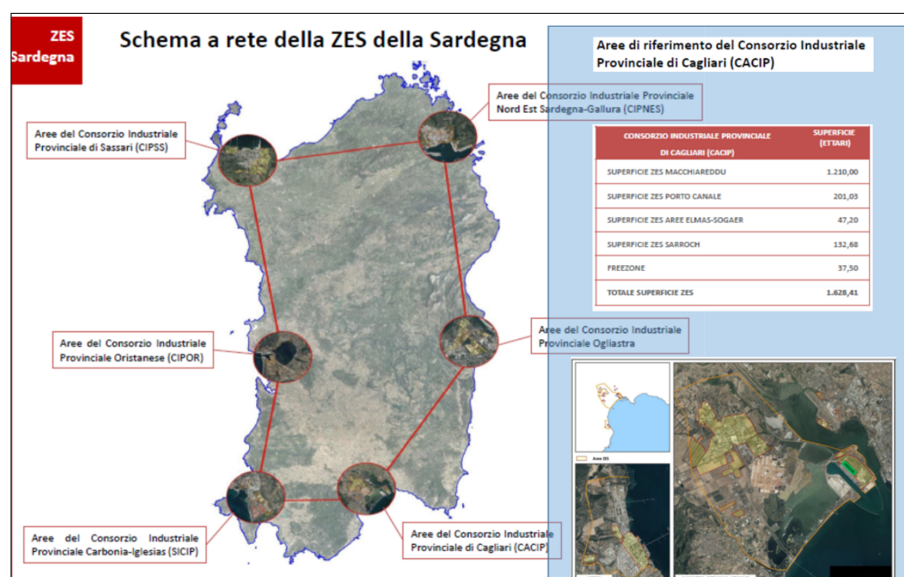 ZES
Sardegna
Schema a rete della ZES della Sardegna
Aree di riferimento del Consorzio Industriale
Provinciale di Cagliari (CACIP)
Aree del Consorzio Industriale Provinciale
Nord Est Sardegna-Gallura (CIPNES)
Aree del Consorzio Industriale
Provinciale di Sassari (CIPSS)
CONSORZIO INDUSTRIALE PROVINCIALE
DI CAGLIARI (CACIP)
SUPERFICIE
(ETTARI)
SUPERFICIE ZES MACCHIAREDDU 1.210,00
SUPERFICIE ZES PORTO CANALE 201,03
SUPERFICIE ZES AREE ELMAS-SOGAER 47,20
SUPERFICIE ZES SARROCH 132,68
FREEZONE 37,50
TOTALE SUPERFICIE ZES 1.628,41
Aree del Consorzio Industriale
Provinciale Ogliastra
Aree del Consorzio Industriale
Provinciale Oristanese (CIPOR)
Aree del Consorzio Industriale
Provinciale Carbonia-Iglesias (SICIP)
Aree del Consorzio Industriale
Provinciale di Cagliari (CACIP)
Area ZES